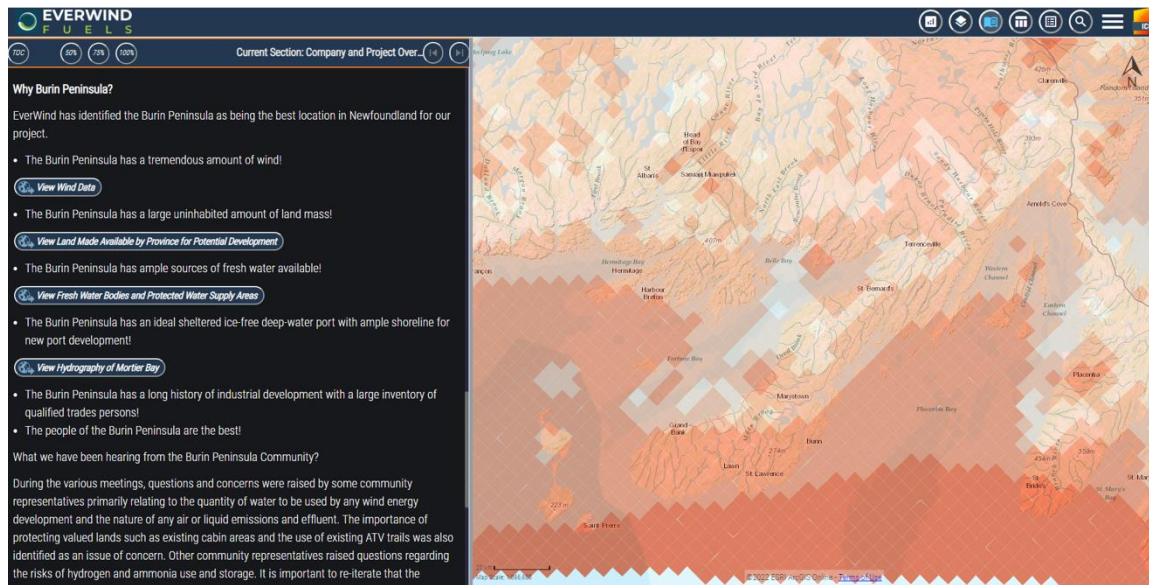 EVERWIND
FUELS
TOC
50%
75%
100%
Current Section: Company and Project Over...
Why Burin Peninsula?
EverWind has identified the Burin Peninsula as being the best location in Newfoundland for our
project.
• The Burin Peninsula has a tremendous amount of wind!
View Wind Data
• The Burin Peninsula has a large uninhabited amount of land mass!
View Land Made Available by Province for Potential Development
• The Burin Peninsula has ample sources of fresh water available!
View Fresh Water Bodies and Protected Water Supply Areas
• The Burin Peninsula has an ideal sheltered ice-free deep-water port with ample shoreline for
new port development!
View Hydrography of Mortier Bay
• The Burin Peninsula has a long history of industrial development with a large inventory of
qualified trades persons!
• The people of the Burin Peninsula are the best!
What we have been hearing from the Burin Peninsula Community?
During the various meetings, questions and concerns were raised by some community
representatives primarily relating to the quantity of water to be used by any wind energy
development and the nature of any air or liquid emissions and effluent. The importance of
protecting valued lands such as existing cabin areas and the use of existing ATV trails was also
identified as an issue of concern. Other community representatives raised questions regarding
the risks of hydrogen and ammonia use and storage. It is important to re-iterate that the
N
Clarenville
Head
of Bay
d'Espoir
St
Albans
Samiajij Miawpukek
Arnold's Cove
407m
Terrenceville
Hermitage Bay
Hermitage
Belle Bay
Western
Channel
Central Channel
Eastern
Channel
Harbour
Breton
St. Bernard's
Fortune Bay
Placentia
Marystown
Placentia Bay
Grand
Bank
274m
Burin
Lawn
St. Lawrence
St.
Bride's
St. Mary's
Bay
223 m
Saint-Pierre
©2022 ESRI ArcGIS Online - Terms of Use